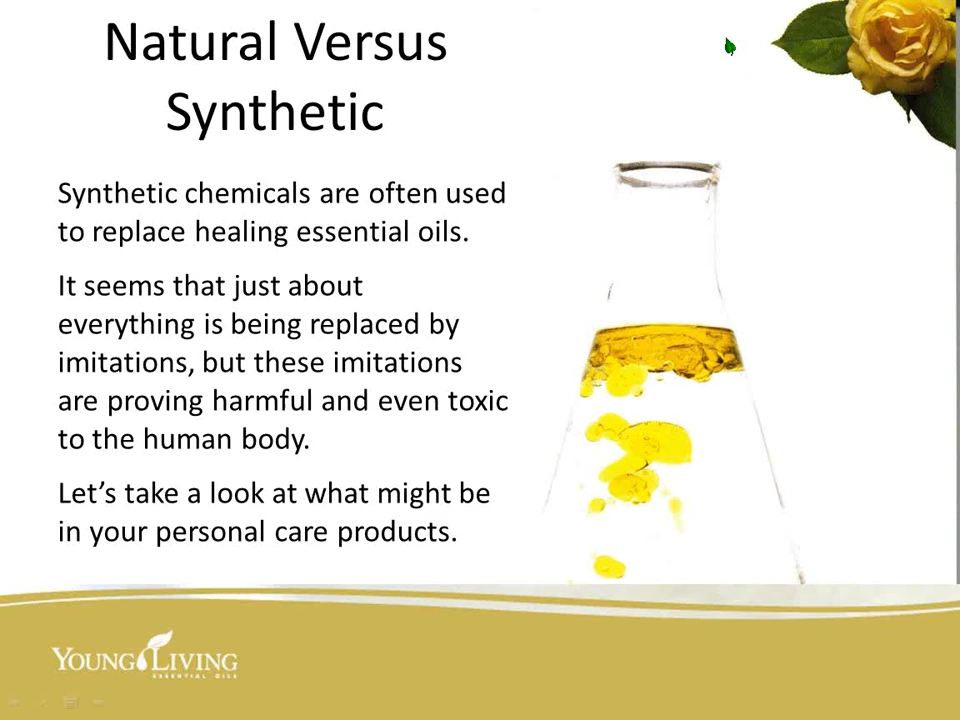 Natural Versus
Synthetic
Synthetic chemicals are often used
to replace healing essential oils.
It seems that just about
everything is being replaced by
imitations, but these imitations
are proving harmful and even toxic
to the human body.
Let’s take a look at what might be
in your personal care products.
YOUNG LIVING
ESSENTIAL OILS